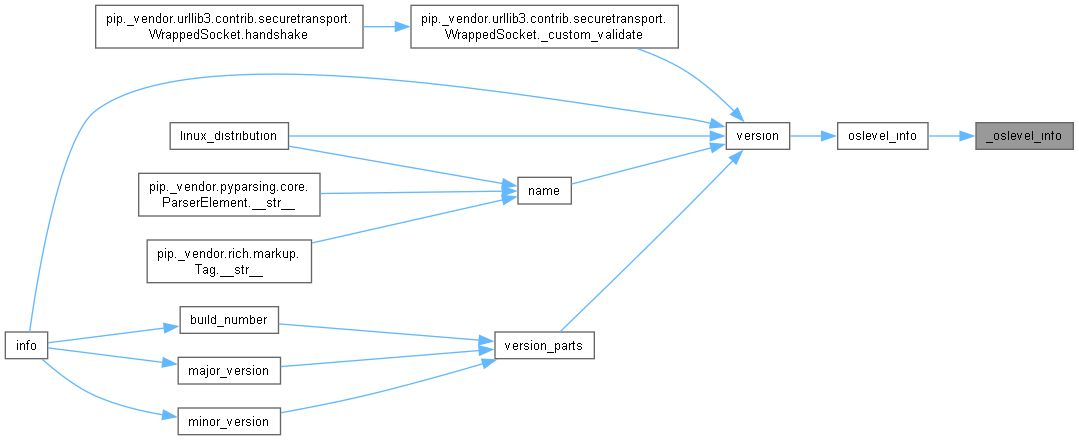 pip._vendor.urllib3.contrib.securetransport.
WrappedSocket.handshake
pip._vendor.urllib3.contrib.securetransport.
WrappedSocket._custom_validate
linux_distribution
version
oslevel_info
_oslevel_info
pip._vendor.pyparsing.core.
ParserElement.__str__
name
pip._vendor.rich.markup.
Tag.__str__
build_number
info
version_parts
major_version
minor_version